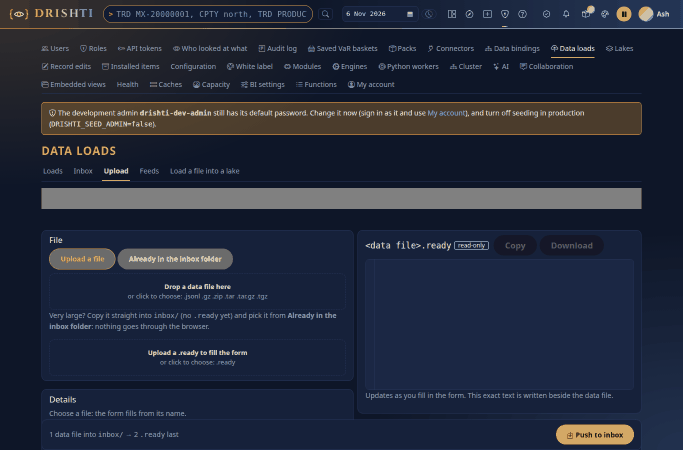 DRISHTI
> TRD MX-20000001, CPTY north, TRD PRODUC
6 Nov 2026
Ash
Users Roles API tokens Who looked at what Audit log Saved VaR baskets Packs Connectors Data bindings Data loads Lakes
Record edits Installed items Configuration White label Modules Engines Python workers Cluster AI Collaboration
Embedded views Health Caches Capacity BI settings Functions My account
The development admin drishti-dev-admin still has its default password. Change it now (sign in as it and use My account), and turn off seeding in production
(DRISHTI_SEED_ADMIN=false).
DATA LOADS
Loads Inbox Upload Feeds Load a file into a lake
File
Upload a file Already in the inbox folder
Drop a data file here
or click to choose: .jsonl .gz .zip .tar .tar.gz .tgz
Very large? Copy it straight into inbox/ (no .ready yet) and pick it from Already in the
inbox folder: nothing goes through the browser.
Upload a .ready to fill the form
or click to choose: .ready
Details
Choose a file: the form fills from its name.
<data file>.ready read-only Copy Download
Updates as you fill in the form. This exact text is written beside the data file.
1 data file into inbox/ → 2 .ready last
Push to inbox